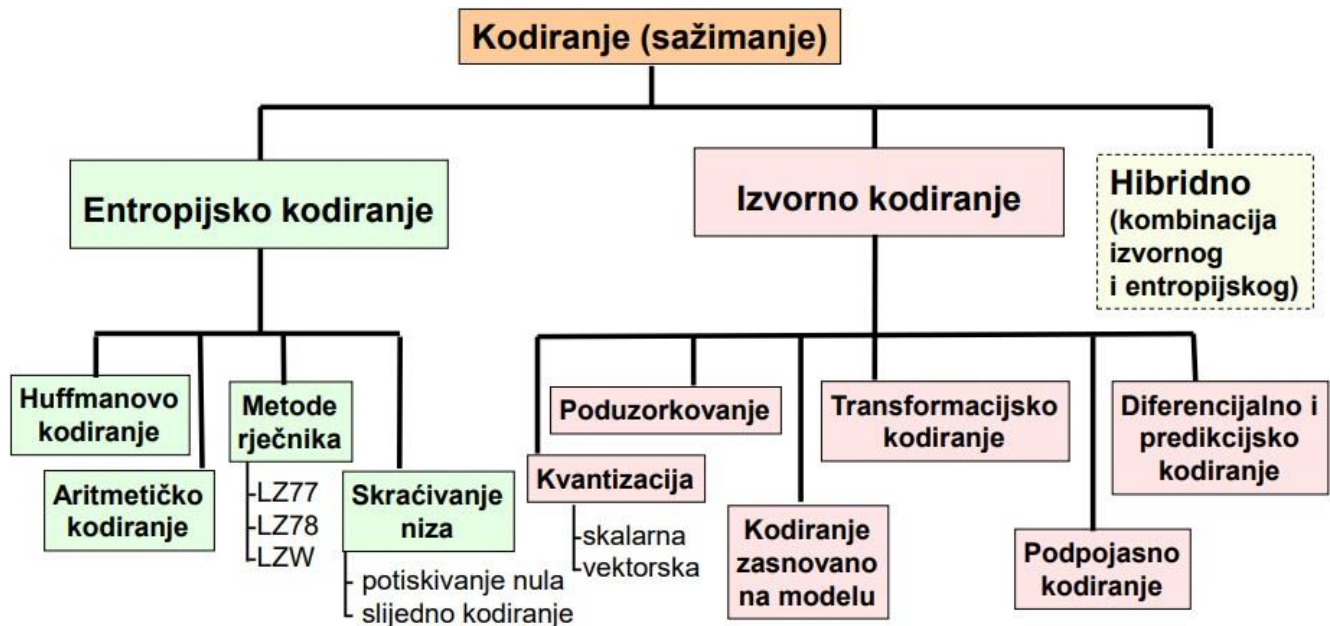 Kodiranje (sažimanje)
Entropijsko kodiranje
Izvorno kodiranje
Hibridno
(kombinacija
izvornog
i entropijskog)
Huffmanovo
kodiranje
Aritmetičko
kodiranje
Metode
rječnika
-LZ77
-LZ78
-LZW
Skraćivanje
niza
- potiskivanje nula
- slijedno kodiranje
Kvantizacija
-skalarna
-vektorska
Poduzorkovanje
Kodiranje
zasnovano
na modelu
Transformacijsko
kodiranje
Podpojasno
kodiranje
Diferencijalno i
predikcijsko
kodiranje